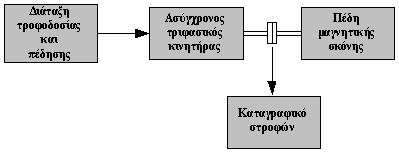 Διάταξη
τροφοδοσίας
και
πέδησης
Ασύγχρονος
τριφασικός
κινητήρας
Πέδη
μαγνητικής
σκόνης
Καταγραφικό
στροφών